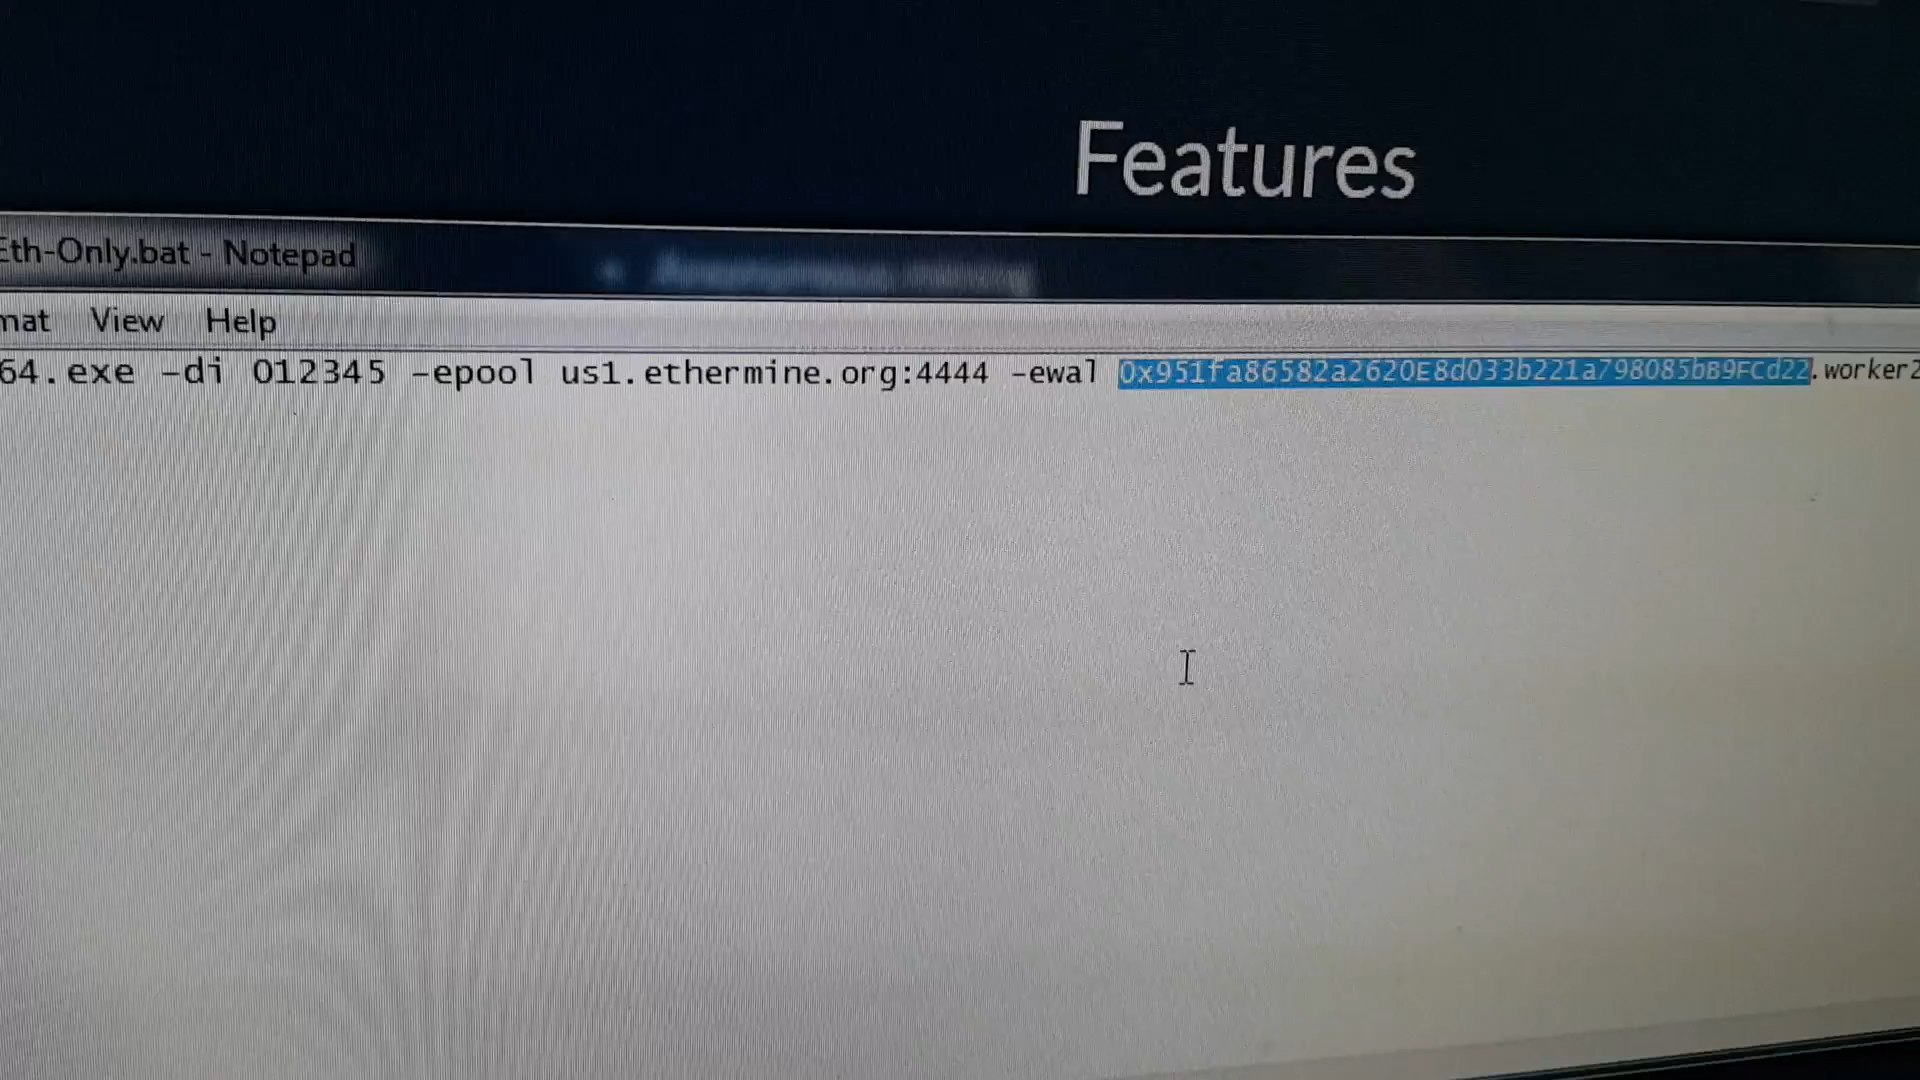 Features
Eth-Only.bat - Notepad
mat View Help
64.exe -di 012345 -epool us1.ethermine.org:4444 -ewal 0x951fa86582a2620E8d033b221a798085bB9FCd22.worker2